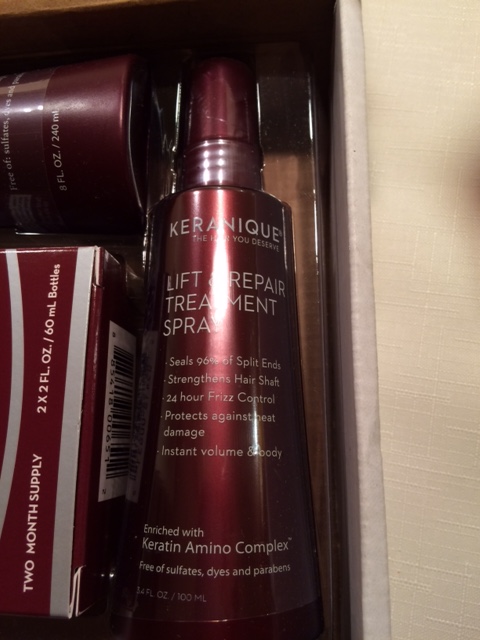 KERANIQUE®
THE HAIR YOU DESERVE
LIFT & REPAIR
TREATMENT
SPRAY
· Seals 96% of Split Ends
· Strengthens Hair Shaft
· 24 hour Frizz Control
· Protects against heat
damage
· Instant volume & body
Enriched with
Keratin Amino Complex™
Free of sulfates, dyes and parabens
3.4 FL OZ. / 100 ML
Free of: sulfates, dyes and
8 FL. OZ. / 240 ml
2 X 2 FL. OZ. / 60 mL Bottles
TWO MONTH SUPPLY